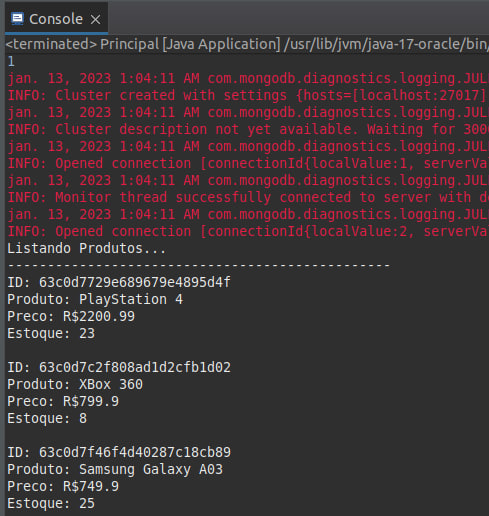 Console
<terminated> Principal [Java Application] /usr/lib/jvm/java-17-oracle/bin/
1
jan. 13, 2023 1:04:11 AM com.mongodb.diagnostics.logging.JUL
INFO: Cluster created with settings {hosts=[localhost:27017]
jan. 13, 2023 1:04:11 AM com.mongodb.diagnostics.logging.JUL
INFO: Cluster description not yet available. Waiting for 3000
jan. 13, 2023 1:04:11 AM com.mongodb.diagnostics.logging.JUL
INFO: Opened connection [connectionId{localValue:1, serverVa
jan. 13, 2023 1:04:11 AM com.mongodb.diagnostics.logging.JUL
INFO: Monitor thread successfully connected to server with de
jan. 13, 2023 1:04:11 AM com.mongodb.diagnostics.logging.JUL
INFO: Opened connection [connectionId{localValue:2, serverVa
Listando Produtos...
------------------------------------------------
ID: 63c0d7729e689679e4895d4f
Produto: PlayStation 4
Preco: R$2200.99
Estoque: 23
ID: 63c0d7c2f808ad1d2cfb1d02
Produto: XBox 360
Preco: R$799.9
Estoque: 8
ID: 63c0d7f46f4d40287c18cb89
Produto: Samsung Galaxy A03
Preco: R$749.9
Estoque: 25